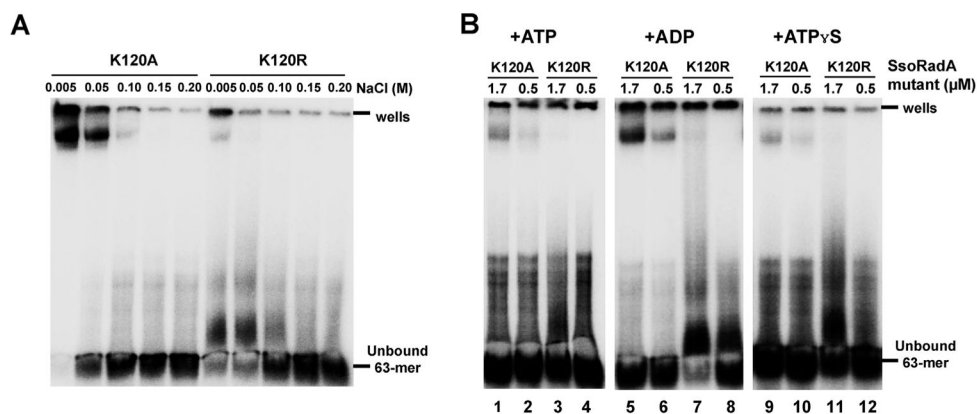 A
K120A K120R
0.005 0.05 0.10 0.15 0.20 0.005 0.05 0.10 0.15 0.20 NaCl (M)
wells
Unbound
63-mer
B
+ATP +ADP +ATPγS
K120A K120R K120A K120R K120A K120R SsoRadA
1.7 0.5 1.7 0.5 1.7 0.5 1.7 0.5 1.7 0.5 1.7 0.5 mutant (μM)
wells
Unbound
63-mer
1 2 3 4 5 6 7 8 9 10 11 12